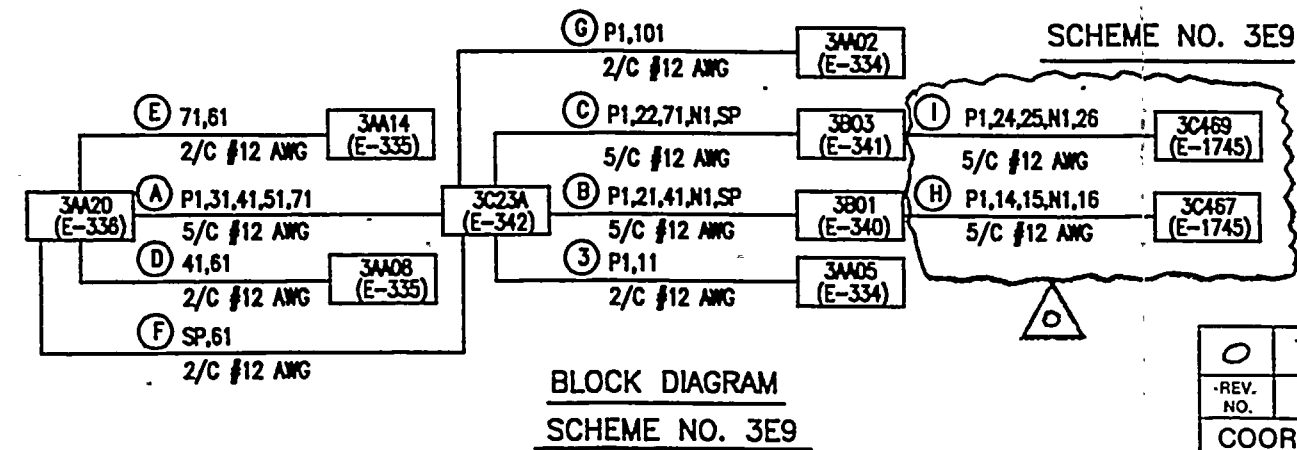 SCHEME NO. 3E9
G P1,101
2/C #12 AWG
3AA02
(E-334)
E 71,61
2/C #12 AWG
3AA14
(E-335)
C P1,22,71,N1,SP
5/C #12 AWG
3B03
(E-341)
I P1,24,25,N1,26
5/C #12 AWG
3C469
(E-1745)
3AA20
(E-336)
A P1,31,41,51,71
5/C #12 AWG
3C23A
(E-342)
B P1,21,41,N1,SP
5/C #12 AWG
3B01
(E-340)
H P1,14,15,N1,16
5/C #12 AWG
3C467
(E-1745)
D 41,61
2/C #12 AWG
3AA08
(E-335)
3 P1,11
2/C #12 AWG
3AA05
(E-334)
F SP,61
2/C #12 AWG
O
BLOCK DIAGRAM
SCHEME NO. 3E9
O
REV.
NO.
COOR